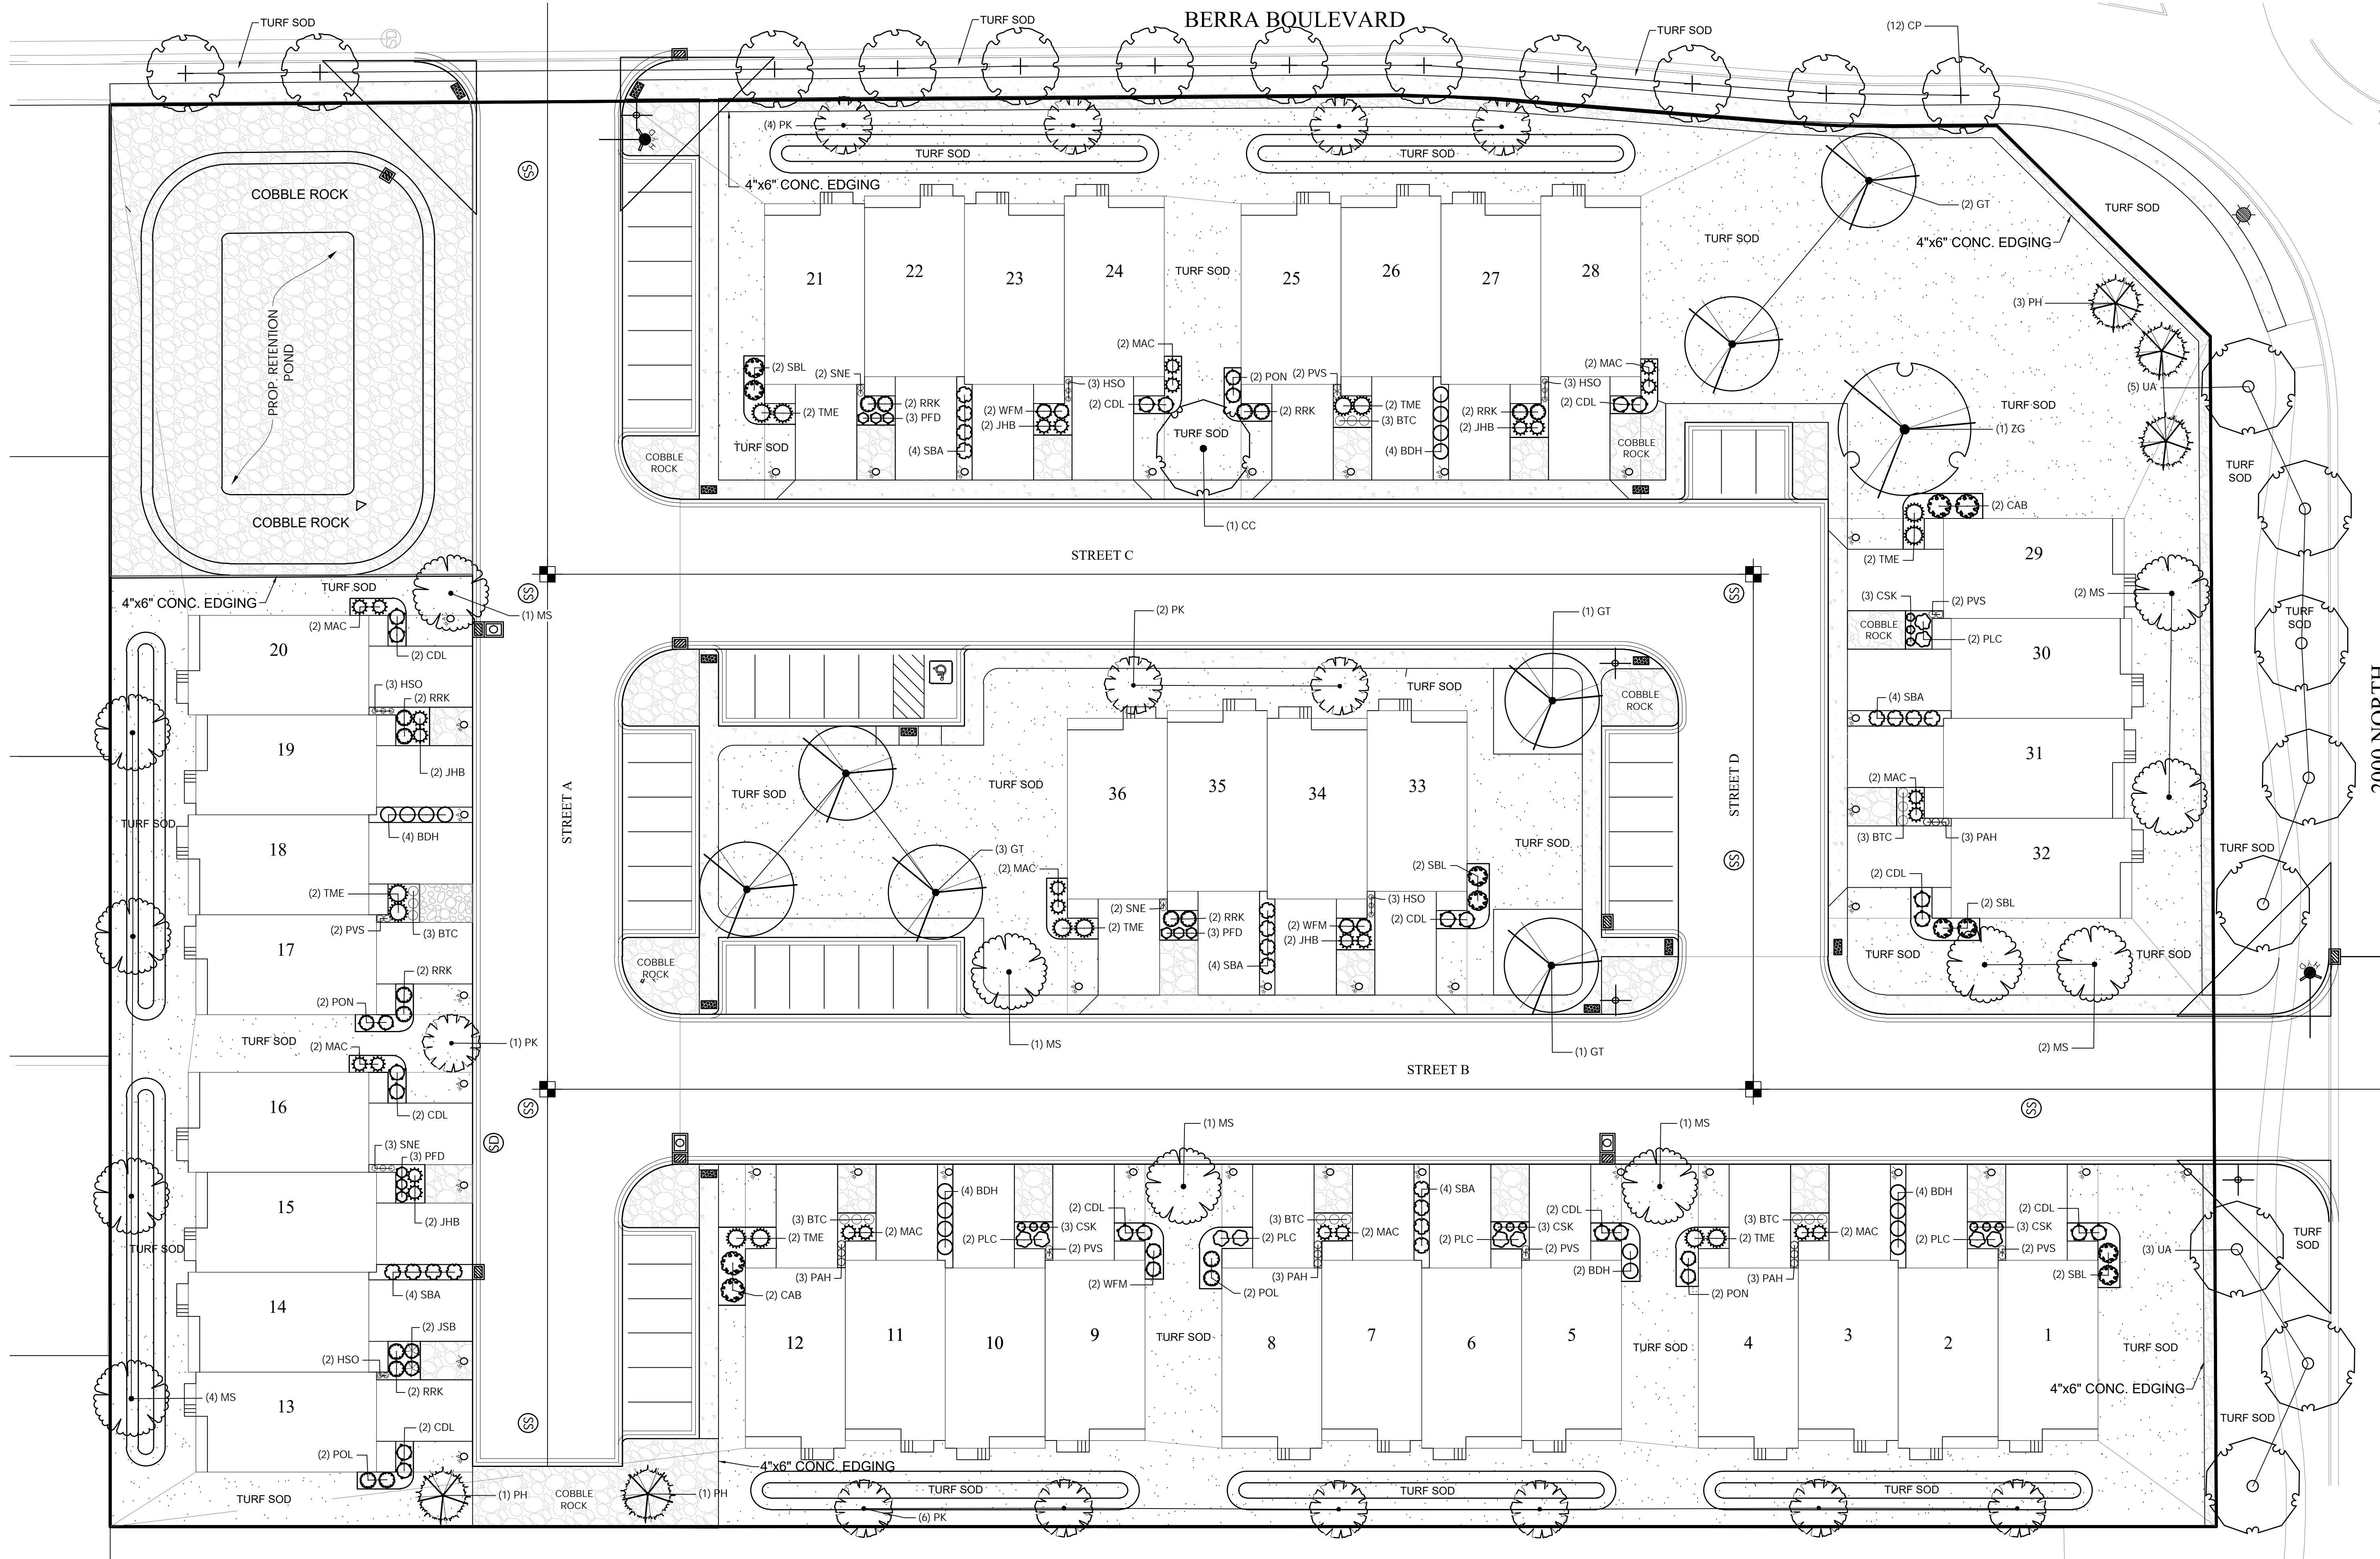 BERRA BOULEVARD
TURF SOD
TURF SOD
TURF SOD
(12) CP
SD
(4) PK
TURF SOD
TURF SOD
4"x6" CONC. EDGING
SS
COBBLE ROCK
PROP. RETENTION
POND
COBBLE ROCK
(2) GT
TURF SOD
TURF SOD
4"x6" CONC. EDGING
21
22
23
24
TURF SOD
25
26
27
28
(3) PH
(2) MAC
(2) SBL
(2) SNE
(3) HSO
(2) PON
(2) PVS
(2) MAC
(3) HSO
(5) UA
(2) TME
(2) RRK
(3) PFD
(2) WFM
(2) JHB
(2) CDL
(2) RRK
(2) TME
(3) BTC
(2) RRK
(2) JHB
(2) CDL
TURF SOD
(1) ZG
TURF SOD
TURF SOD
(4) SBA
(4) BDH
COBBLE
ROCK
COBBLE
ROCK
TURF
SOD
(1) CC
(2) CAB
STREET C
29
(2) TME
4"x6" CONC. EDGING
TURF SOD
(1) MS
SS
SS
(2) MAC
20
(2) CDL
(2) PK
(1) GT
(3) CSK
(2) PVS
(2) MS
COBBLE
ROCK
(2) PLC
30
TURF
SOD
(3) HSO
(2) RRK
TURF SOD
COBBLE
ROCK
(4) SBA
2000 NORTH
19
(2) JHB
31
STREET A
TURF SOD
TURF SOD
36
35
34
33
STREET D
(2) MAC
TURF SOD
(4) BDH
18
(3) GT
(2) MAC
(2) SBL
TURF SOD
SS
(3) BTC
(3) PAH
32
TURF SOD
(2) TME
(2) PVS
(3) BTC
17
(2) SNE
(2) RRK
(3) PFD
(2) TME
(3) HSO
(2) WFM
(2) JHB
(2) CDL
(4) SBA
(2) CDL
(2) SBL
TURF SOD
TURF SOD
COBBLE
ROCK
(2) RRK
(2) PON
TURF SOD
(2) MAC
(1) PK
(1) MS
(1) GT
(2) MS
STREET B
16
(2) CDL
SS
SS
SD
(1) MS
(1) MS
(3) SNE
(3) PFD
15
(2) JHB
TURF SOD
(4) SBA
(3) BTC
(2) TME
(2) MAC
(3) PAH
(2) CAB
(4) BDH
(2) PLC
(3) CSK
(2) PVS
(2) CDL
(2) WFM
(2) PLC
(2) POL
(3) BTC
(2) MAC
(3) PAH
(4) SBA
(2) PLC
(3) CSK
(2) PVS
(2) CDL
(2) BDH
(2) TME
(2) PON
(3) BTC
(2) MAC
(3) PAH
(4) BDH
(2) PLC
(3) CSK
(2) PVS
(2) CDL
(2) SBL
(3) UA
TURF
SOD
14
(2) JSB
(2) HSO
(2) RRK
12
11
10
9
TURF SOD
8
7
6
5
TURF SOD
4
3
2
1
TURF SOD
(4) MS
13
4"x6" CONC. EDGING
TURF SOD
SS
(2) CDL
(2) POL
TURF SOD
(1) PH
COBBLE
ROCK
(1) PH
4"x6" CONC. EDGING
TURF SOD
TURF SOD
TURF SOD
(6) PK